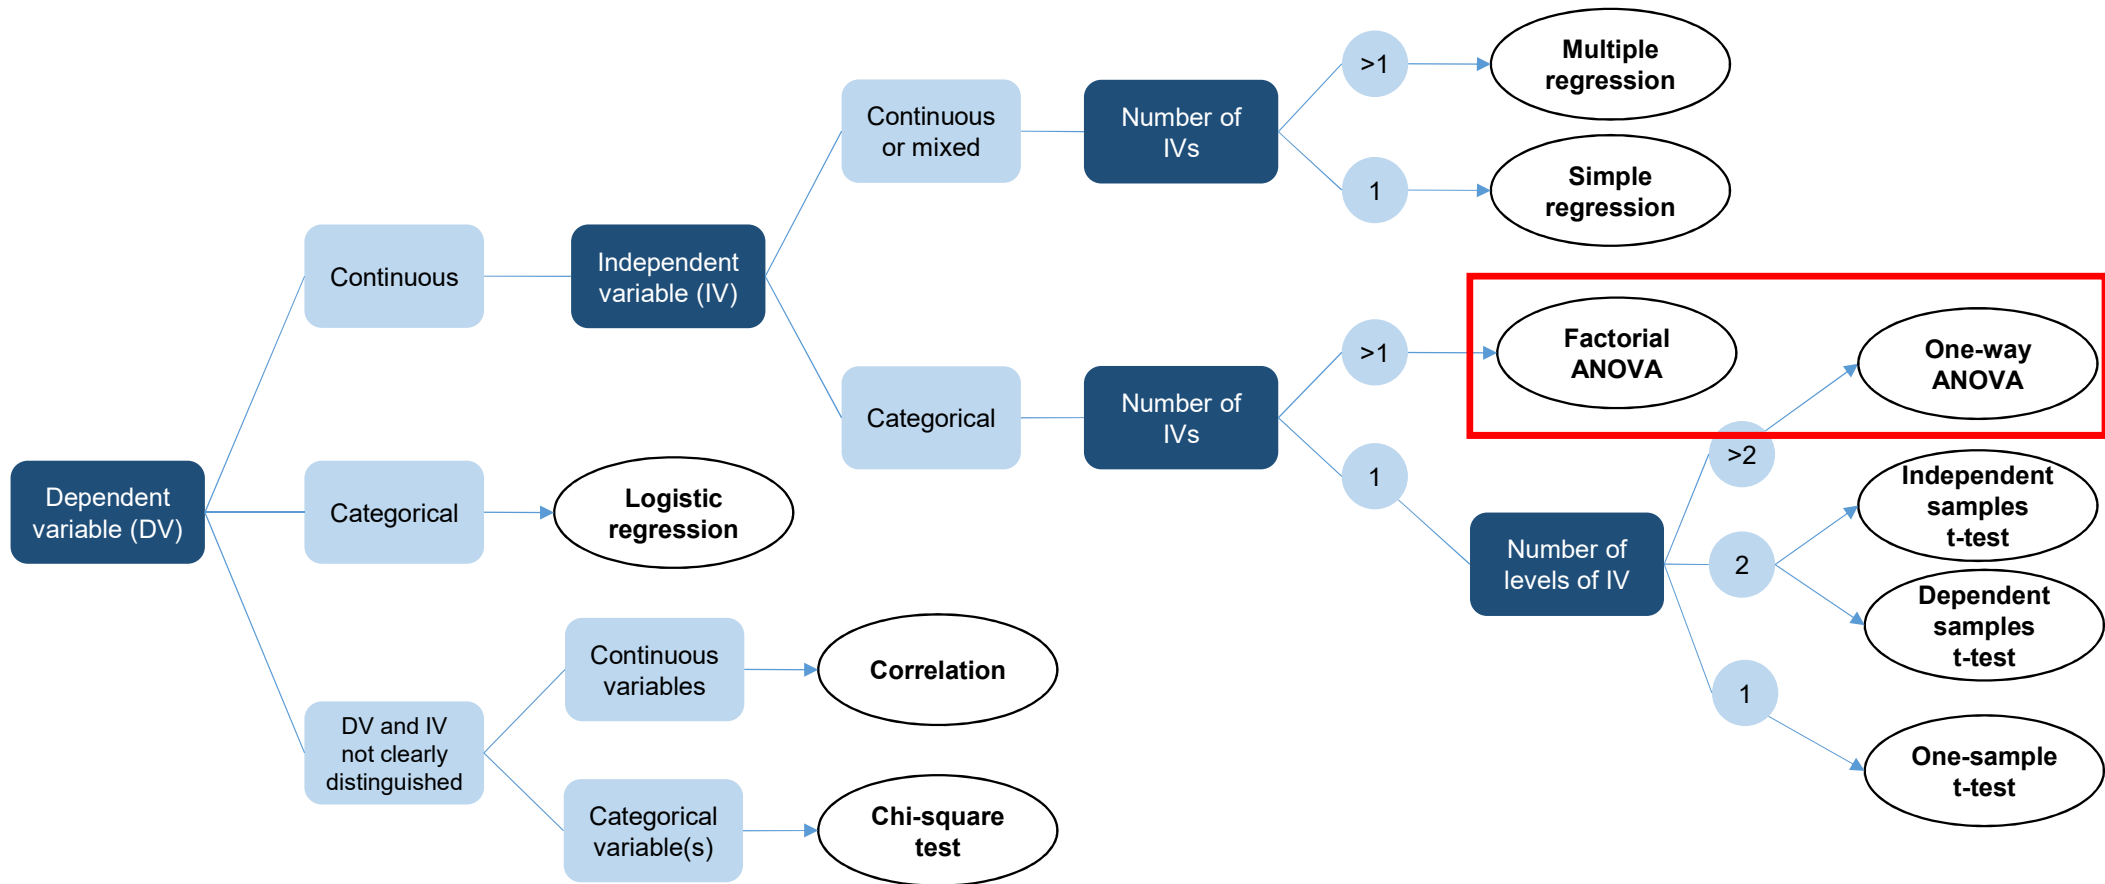 Dependent
variable (DV)
Continuous
Independent
variable (IV)
Continuous
or mixed
Number of
IVs
>1
Multiple
regression
1
Simple
regression
Categorical
Number of
IVs
>1
Factorial
ANOVA
1
Number of
levels of IV
>2
One-way
ANOVA
2
Independent
samples
t-test
Dependent
samples
t-test
1
One-sample
t-test
Categorical
Logistic
regression
DV and IV
not clearly
distinguished
Continuous
variables
Correlation
Categorical
variable(s)
Chi-square
test